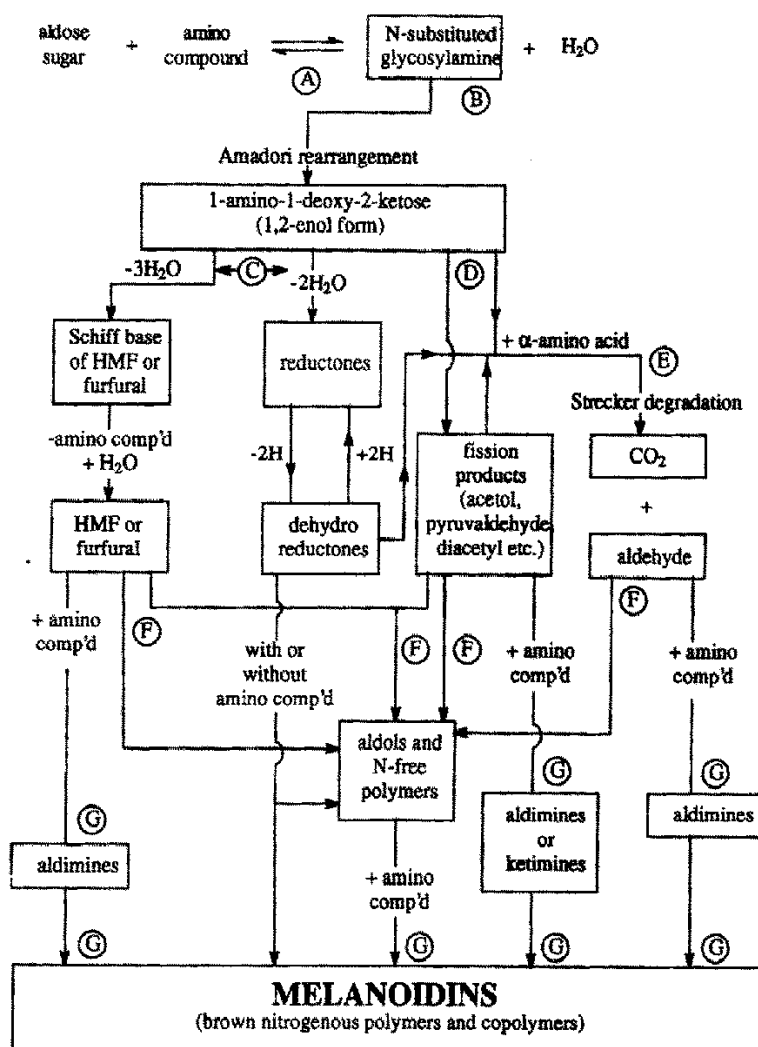 aldose sugar + amino compound ⇌ N-substituted glycosylamine + H₂O
A
B
Amadori rearrangement
1-amino-1-deoxy-2-ketose
(1,2-enol form)
-3H₂O
C
-2H₂O
D
Schiff base
of HMF or
furfural
reductones
+ α-amino acid
E
Strecker degradation
-amino comp'd
+ H₂O
-2H
+2H
fission
products
(acetol,
pyruvaldehyde,
diacetyl etc.)
CO₂
+
aldehyde
HMF or
furfural
dehydro
reductones
+ amino
comp'd
F
with or
without
amino comp'd
F
F
+ amino
comp'd
F
+ amino
comp'd
aldols and
N-free
polymers
G
aldimines
G
aldimines
or
ketimines
G
aldimines
+ amino
comp'd
G
G
G
G
MELANOIDINS
(brown nitrogenous polymers and copolymers)